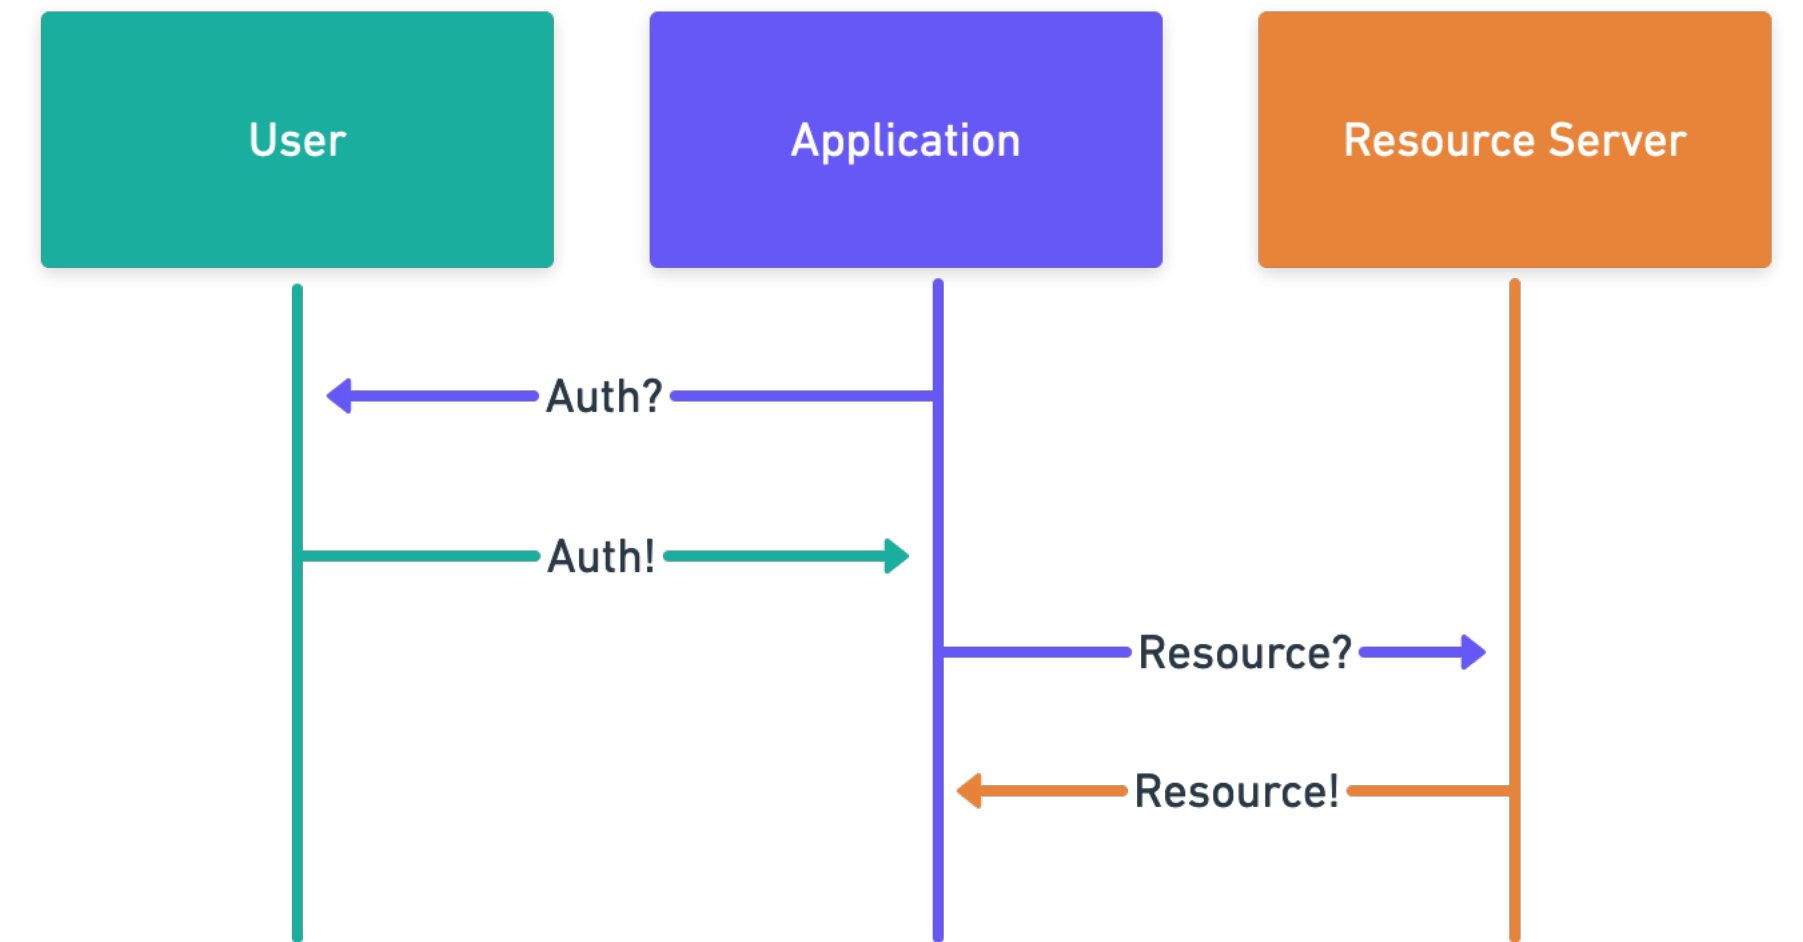 User
Application
Resource Server
Auth?
Auth!
Resource?
Resource!